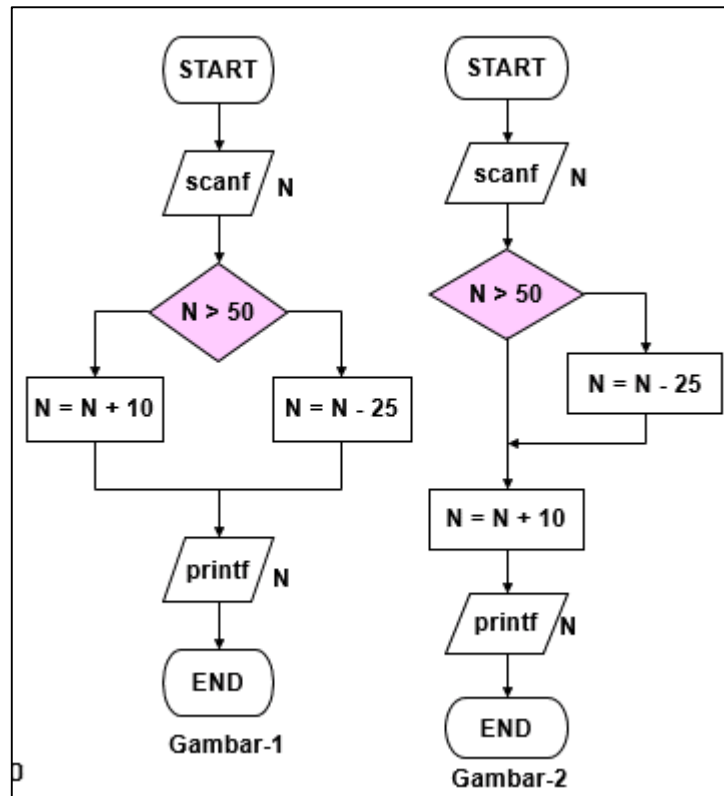 START
scanf N
N > 50
N = N + 10
N = N - 25
printf N
END
Gambar-1
START
scanf N
N > 50
N = N - 25
N = N + 10
printf N
END
Gambar-2